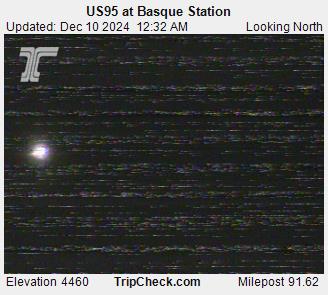 US95 at Basque Station
Updated: Dec 10 2024 12:32 AM Looking North
Elevation 4460 TripCheck.com Milepost 91.62